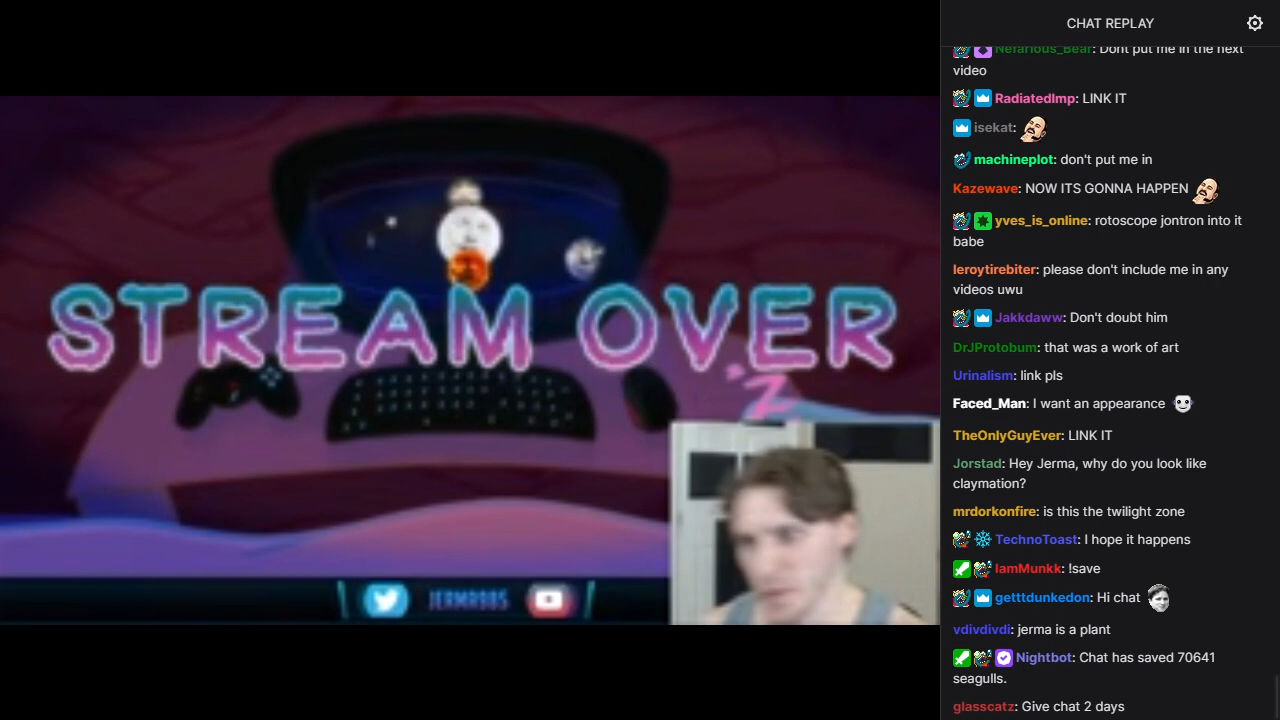 STREAM OVER
Z
JERMA985
CHAT REPLAY
Nefarious_Bear: Dont put me in the next
video
RadiatedImp: LINK IT
isekat:
machineplot: don't put me in
Kazewave: NOW ITS GONNA HAPPEN
yves_is_online: rotoscope jontron into it
babe
leroytirebiter: please don't include me in any
videos uwu
Jakkdaww: Don't doubt him
DrJProtobum: that was a work of art
Urinalism: link pls
Faced_Man: I want an appearance
TheOnlyGuyEver: LINK IT
Jorstad: Hey Jerma, why do you look like
claymation?
mrdorkonfire: is this the twilight zone
TechnoToast: I hope it happens
IamMunkk: !save
getttdunkedon: Hi chat
vdivdivdi: jerma is a plant
Nightbot: Chat has saved 70641
seagulls.
glasscatz: Give chat 2 days